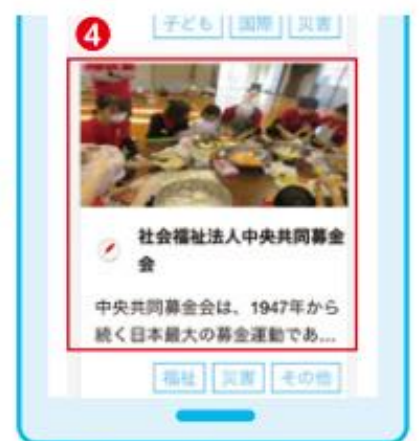 4
子ども 国際 災害
社会福祉法人中央共同募金
会
中央共同募金会は、1947年から
続く日本最大の募金運動であ...
福祉 災害 その他